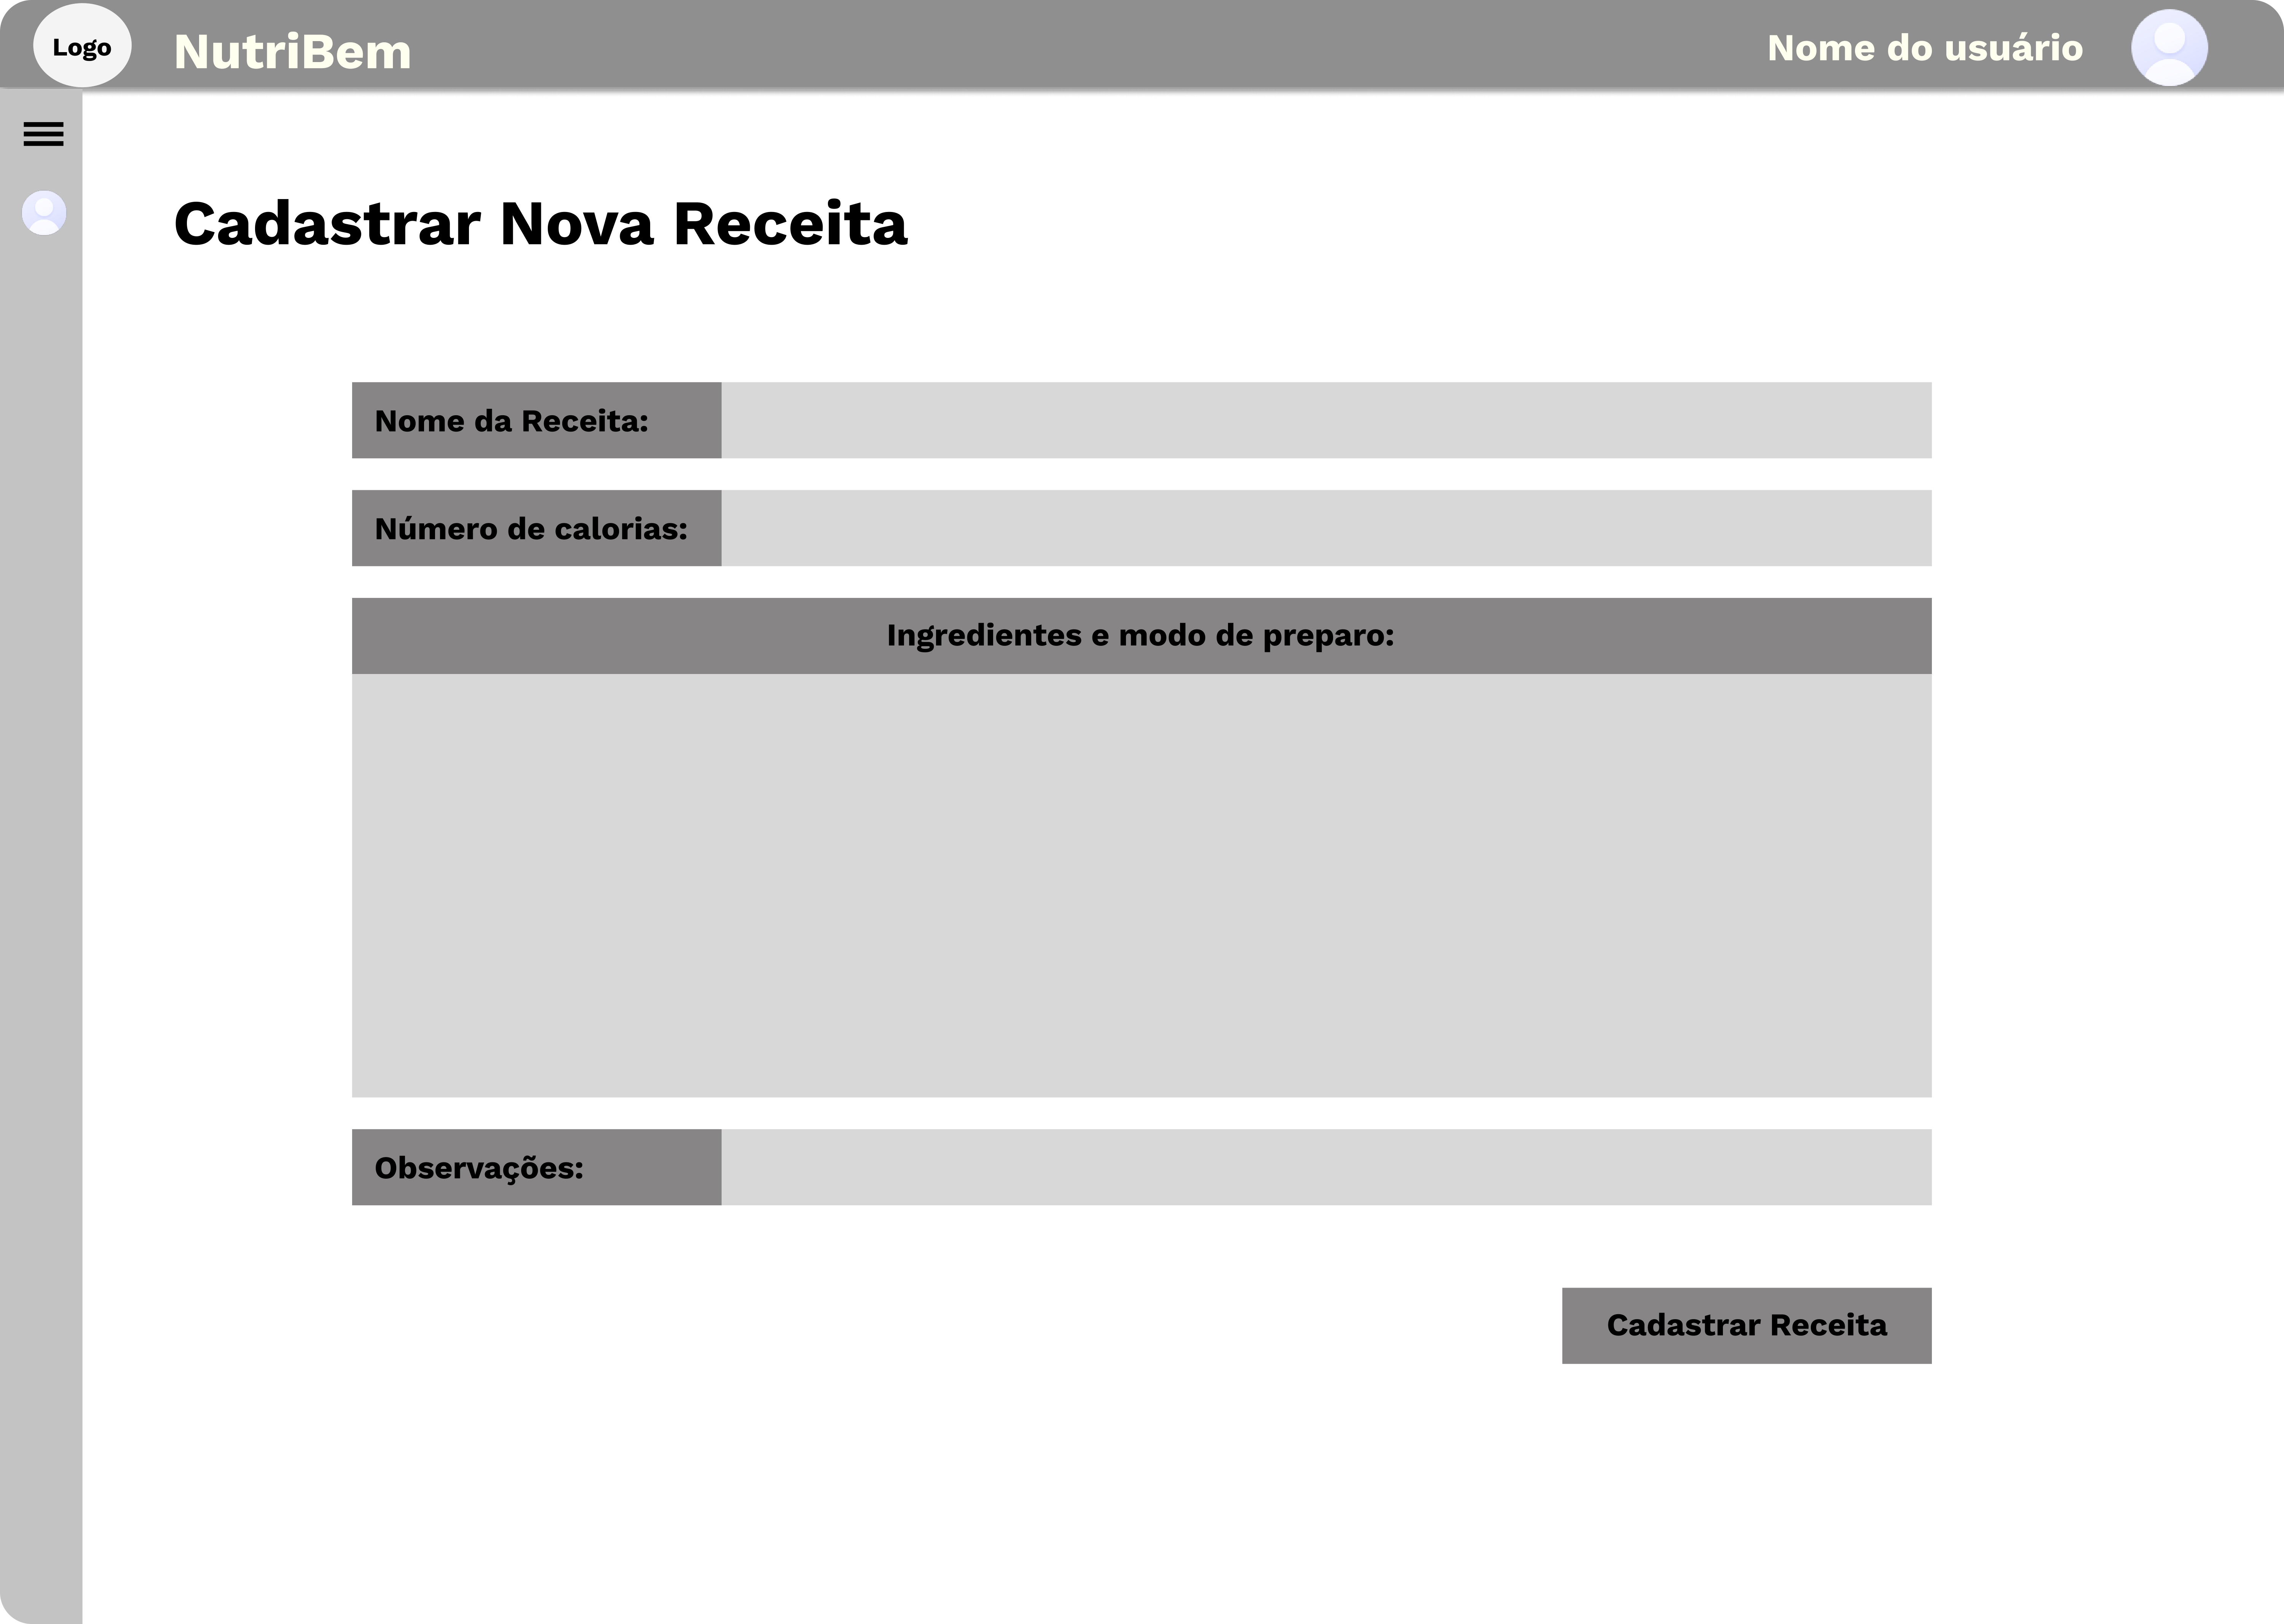 Logo
NutriBem
Nome do usuário
Cadastrar Nova Receita
Nome da Receita:
Número de calorias:
Ingredientes e modo de preparo:
Observações:
Cadastrar Receita